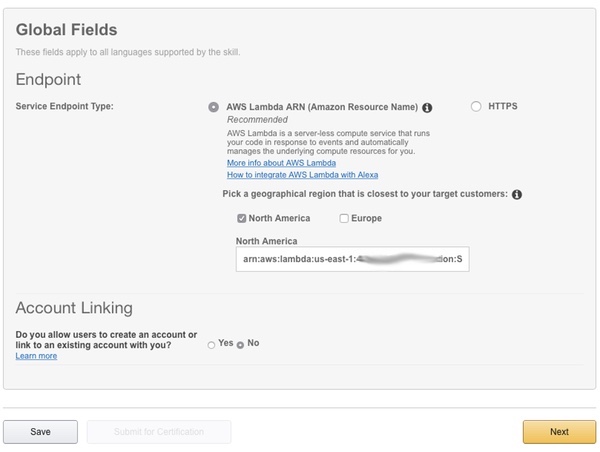 Global Fields
These fields apply to all languages supported by the skill.
Endpoint
Service Endpoint Type:
AWS Lambda ARN (Amazon Resource Name)
HTTPS
Recommended
AWS Lambda is a server-less compute service that runs
your code in response to events and automatically
manages the underlying compute resources for you.
More info about AWS Lambda
How to integrate AWS Lambda with Alexa
Pick a geographical region that is closest to your target customers:
North America
Europe
North America
arn:aws:lambda:us-east-1: ion:S
Account Linking
Do you allow users to create an account or
link to an existing account with you?
Yes
No
Learn more
Save
Submit for Certification
Next